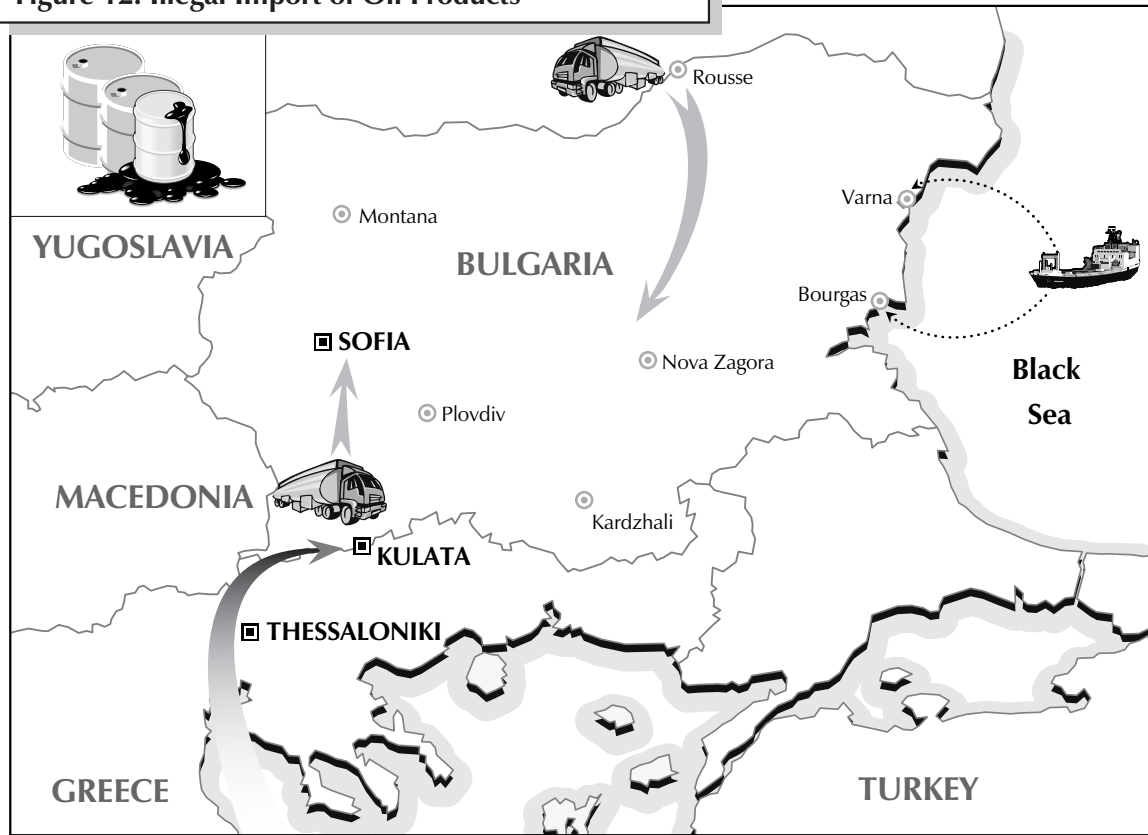 Figure 12. Illegal Import of Oil Products
Rousse
Varna
Montana
YUGOSLAVIA
BULGARIA
Bourgas
SOFIA
Nova Zagora
Black
Sea
Plovdiv
MACEDONIA
Kardzhali
KULATA
THESSALONIKI
GREECE
TURKEY